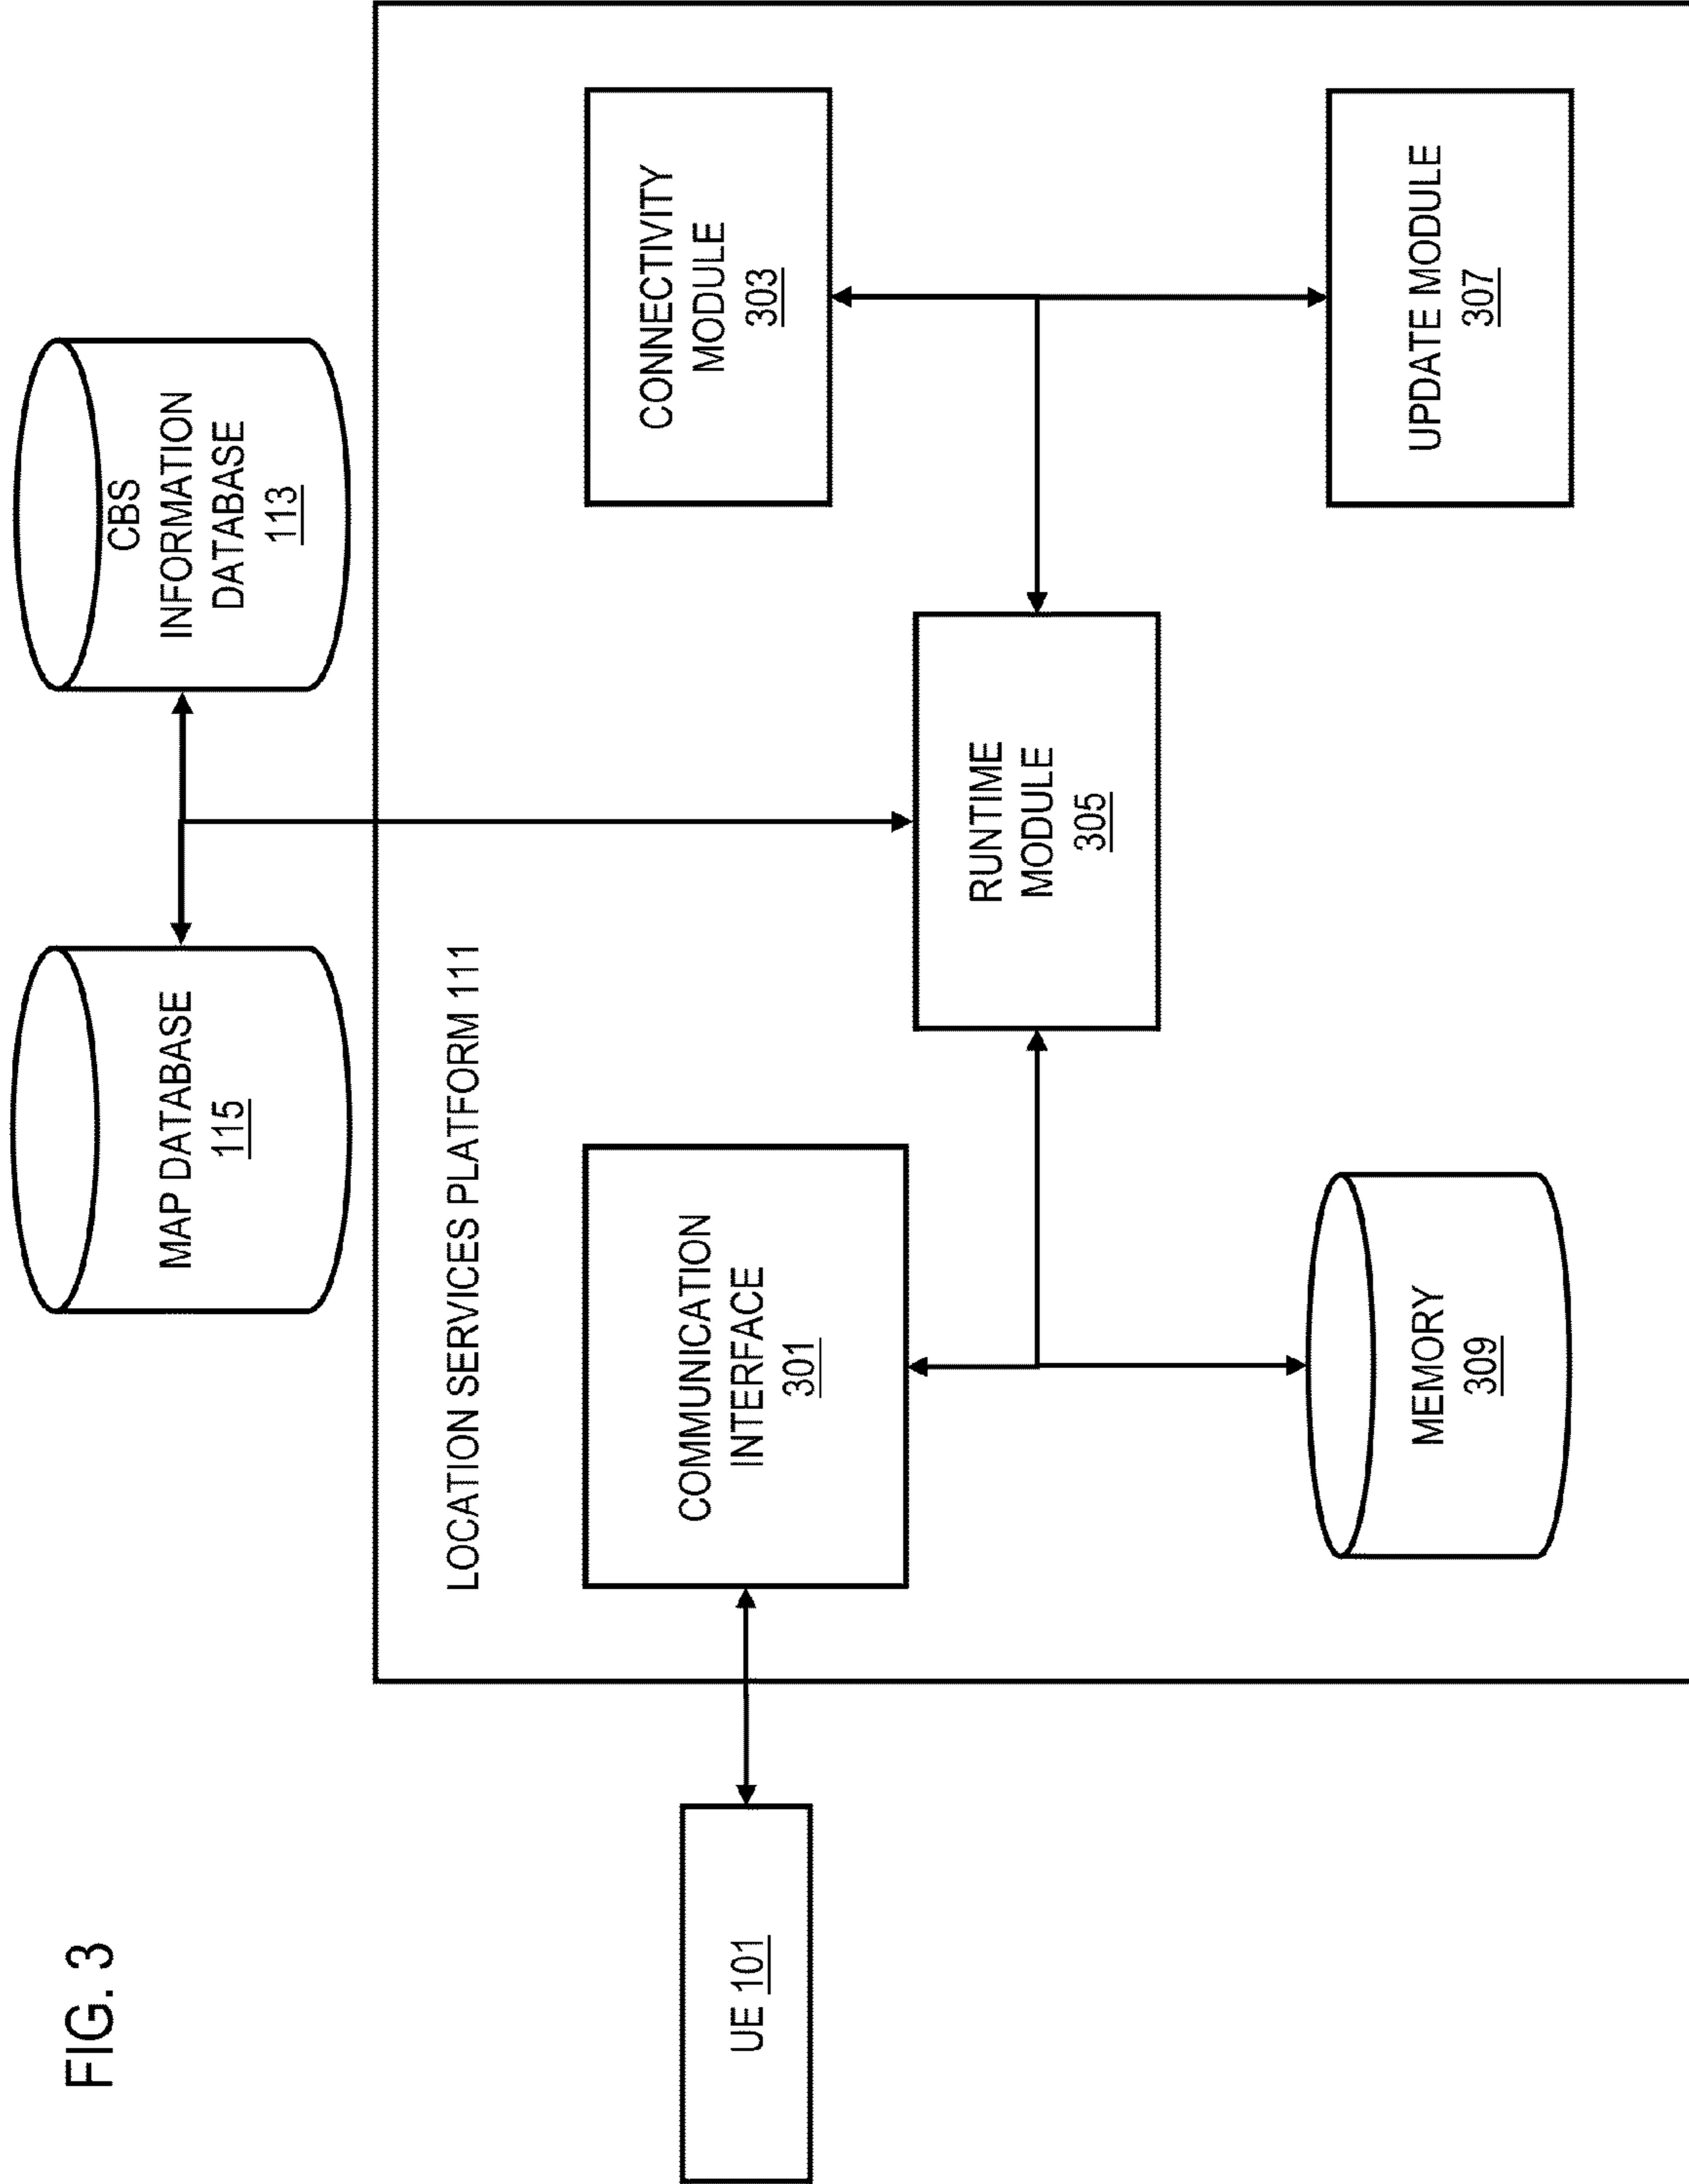 FIG. 3
MAP DATABASE
115
CBS
INFORMATION
DATABASE
113
LOCATION SERVICES PLATFORM 111
UE 101
COMMUNICATION
INTERFACE
301
CONNECTIVITY
MODULE
303
RUNTIME
MODULE
305
MEMORY
309
UPDATE MODULE
307